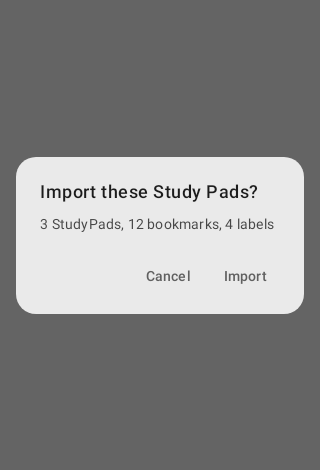 Import these Study Pads?
3 StudyPads, 12 bookmarks, 4 labels
Cancel
Import